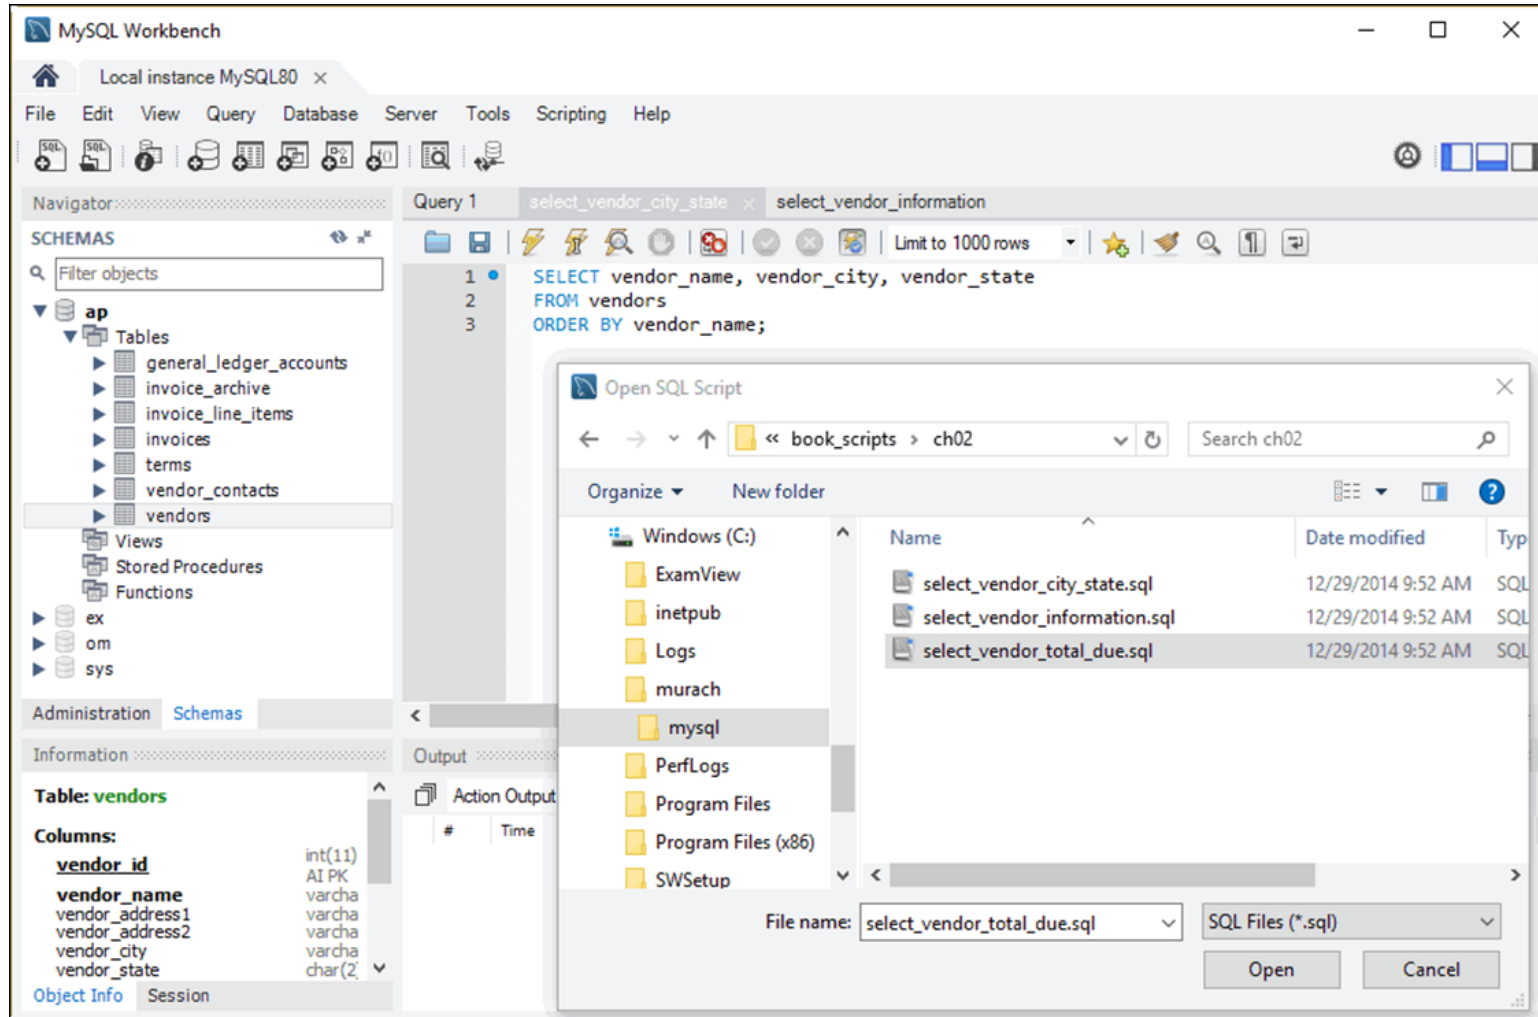 MySQL Workbench
Local instance MySQL80
File Edit View Query Database Server Tools Scripting Help
Navigator
SCHEMAS
Filter objects
ap
Tables
general_ledger_accounts
invoice_archive
invoice_line_items
invoices
terms
vendor_contacts
vendors
Views
Stored Procedures
Functions
ex
om
sys
Administration Schemas
Information
Table: vendors
Columns:
vendor_id int(11)
AI PK
vendor_name varcha
vendor_address1 varcha
vendor_address2 varcha
vendor_city varcha
vendor_state char(2)
Object Info Session
Query 1 select_vendor_city_state select_vendor_information
Limit to 1000 rows
1 SELECT vendor_name, vendor_city, vendor_state
2 FROM vendors
3 ORDER BY vendor_name;
Output
Action Output
# Time
Open SQL Script
« book_scripts › ch02
Search ch02
Organize New folder
Windows (C:)
ExamView
inetpub
Logs
murach
mysql
PerfLogs
Program Files
Program Files (x86)
SWSetup
Name Date modified Typ
select_vendor_city_state.sql 12/29/2014 9:52 AM SQL
select_vendor_information.sql 12/29/2014 9:52 AM SQL
select_vendor_total_due.sql 12/29/2014 9:52 AM SQL
File name: select_vendor_total_due.sql SQL Files (*.sql)
Open Cancel